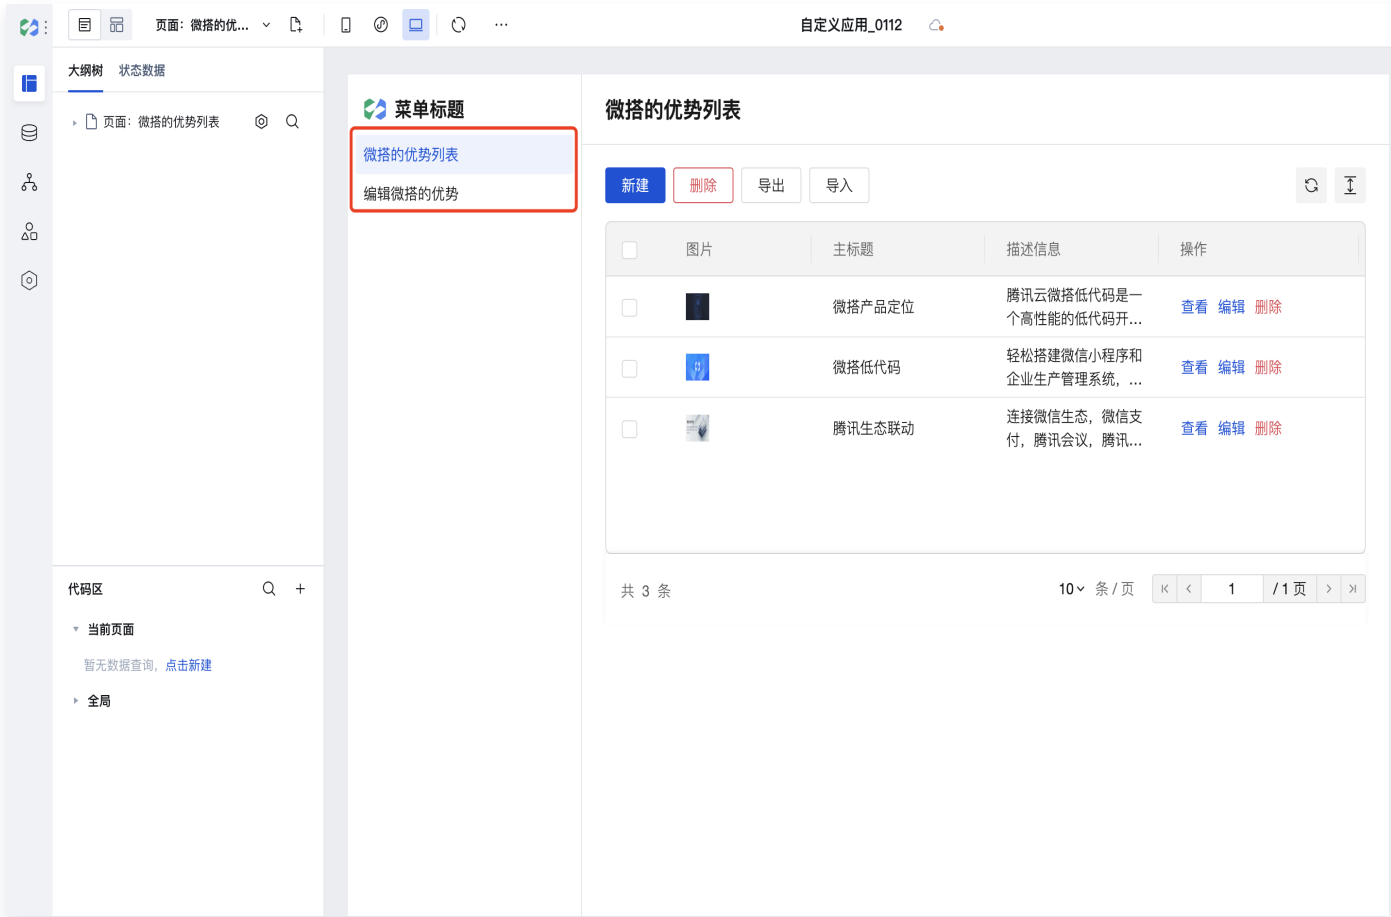 页面：微搭的优...
自定义应用_0112
大纲树 状态数据
页面：微搭的优势列表
菜单标题
微搭的优势列表
编辑微搭的优势
微搭的优势列表
新建 删除 导出 导入
图片 主标题 描述信息 操作
微搭产品定位 腾讯云微搭低代码是一
个高性能的低代码开... 查看 编辑 删除
微搭低代码 轻松搭建微信小程序和
企业生产管理系统，... 查看 编辑 删除
腾讯生态联动 连接微信生态，微信支
付，腾讯会议，腾讯... 查看 编辑 删除
共 3 条 10 条 / 页 1 / 1 页
代码区
当前页面
暂无数据查询，点击新建
全局